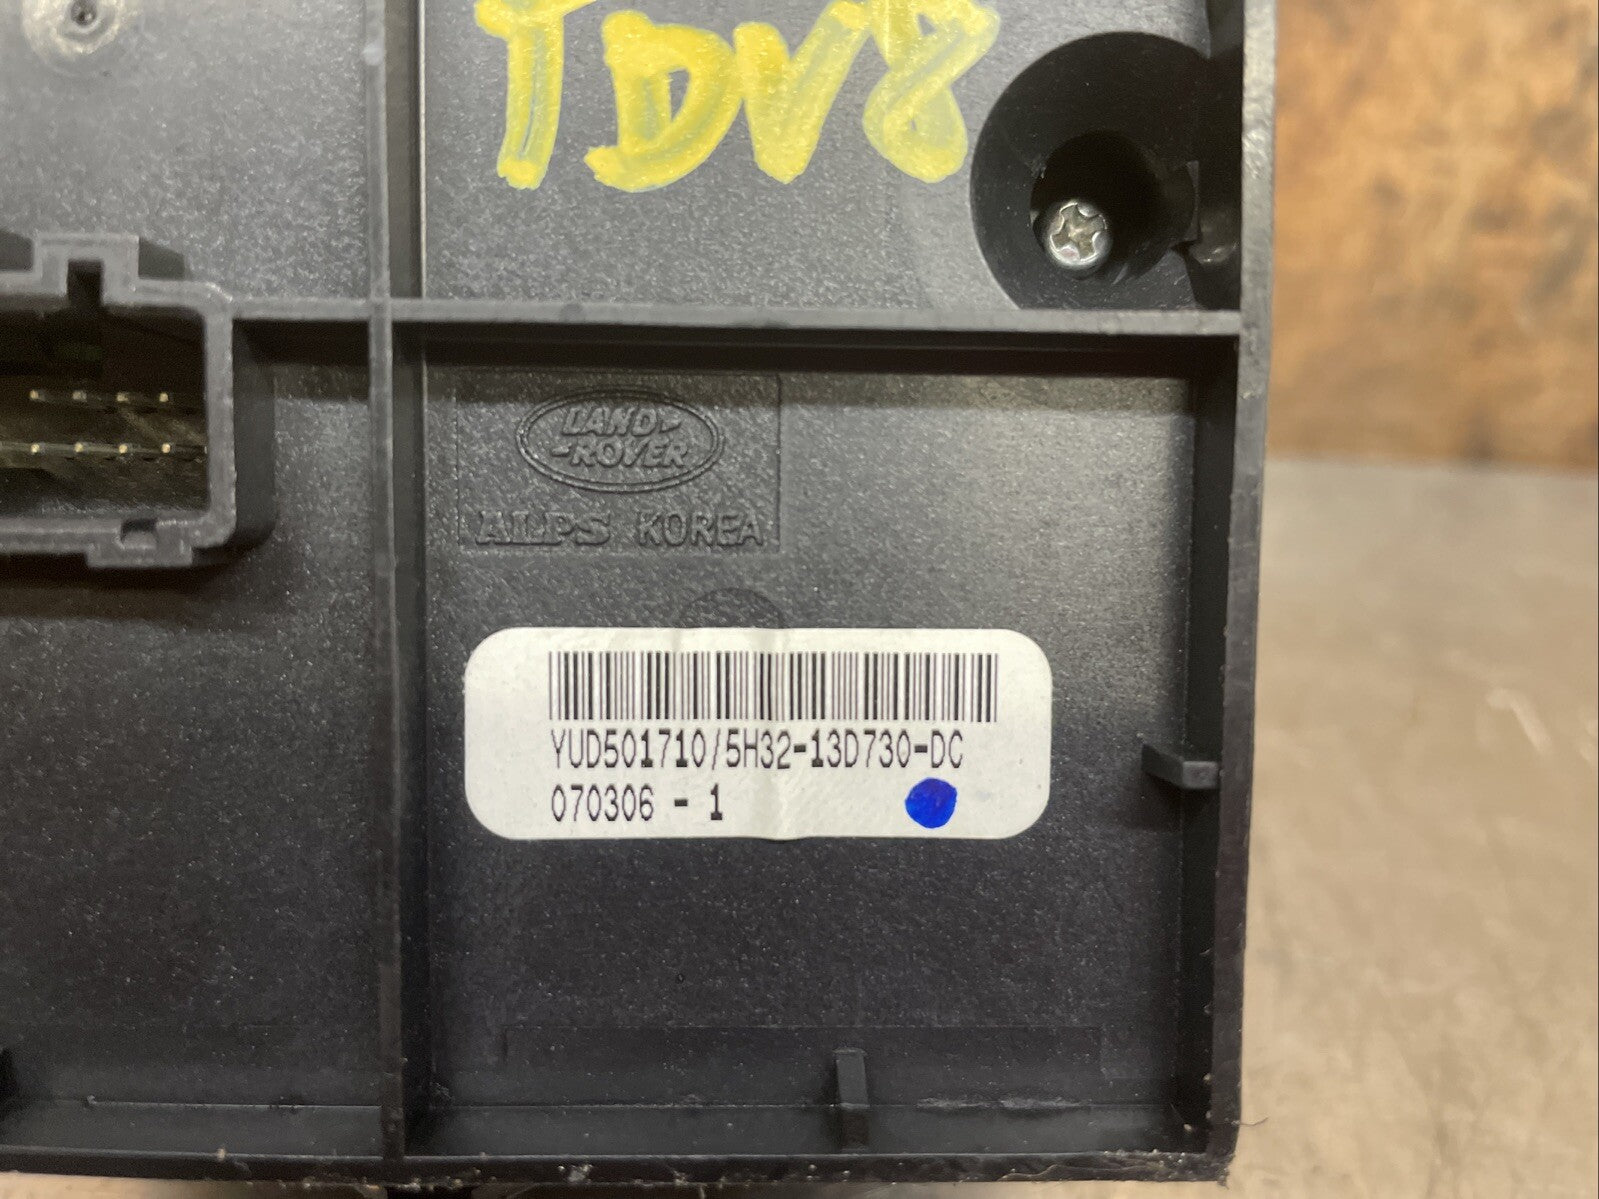 TDV8
LAND-
-ROVER
ALPS KOREA
YUD501710/5H32-13D730-DC
070306 - 1